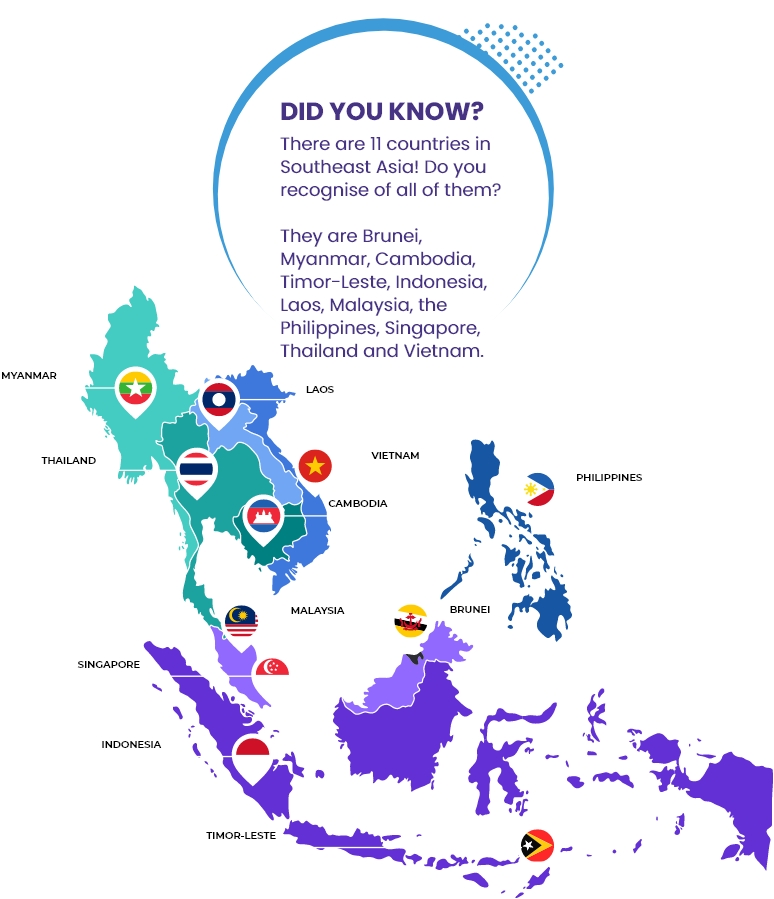 DID YOU KNOW?
There are 11 countries in
Southeast Asia! Do you
recognise of all of them?
They are Brunei,
Myanmar, Cambodia,
Timor-Leste, Indonesia,
Laos, Malaysia, the
Philippines, Singapore,
Thailand and Vietnam.
MYANMAR
LAOS
THAILAND
VIETNAM
PHILIPPINES
CAMBODIA
MALAYSIA
BRUNEI
SINGAPORE
INDONESIA
TIMOR-LESTE